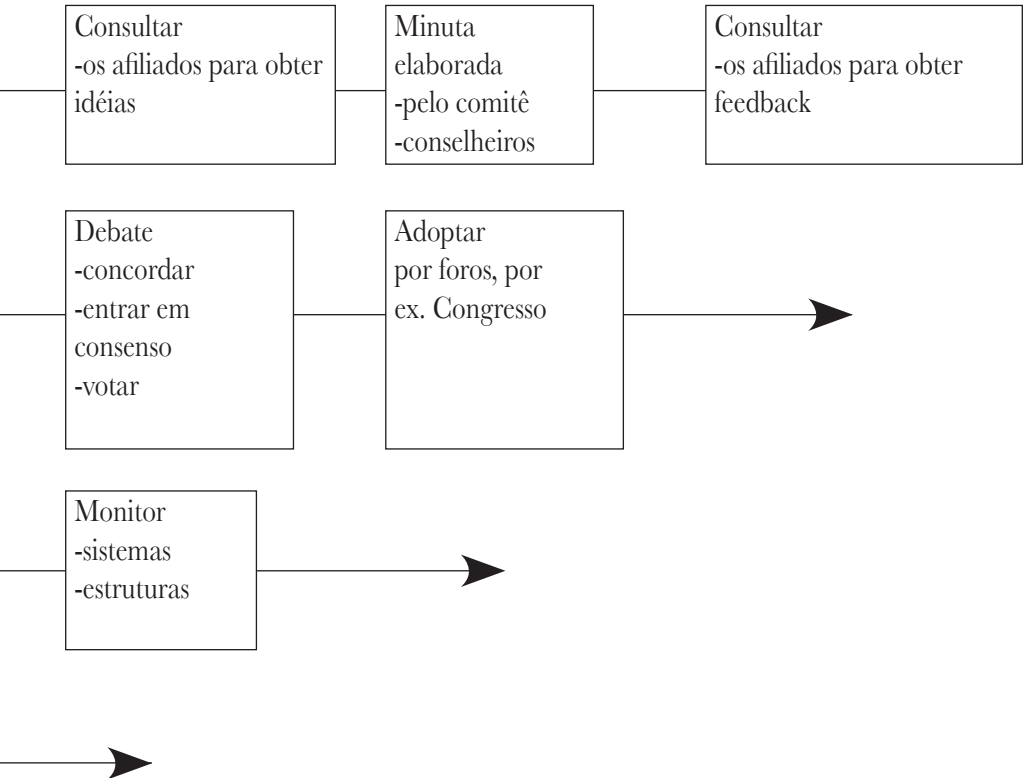 Consultar
-os afiliados para obter
idéias
Minuta
elaborada
-pelo comitê
-conselheiros
Consultar
-os afiliados para obter
feedback
Debate
-concordar
-entrar em
consenso
-votar
Adoptar
por foros, por
ex. Congresso
Monitor
-sistemas
-estruturas